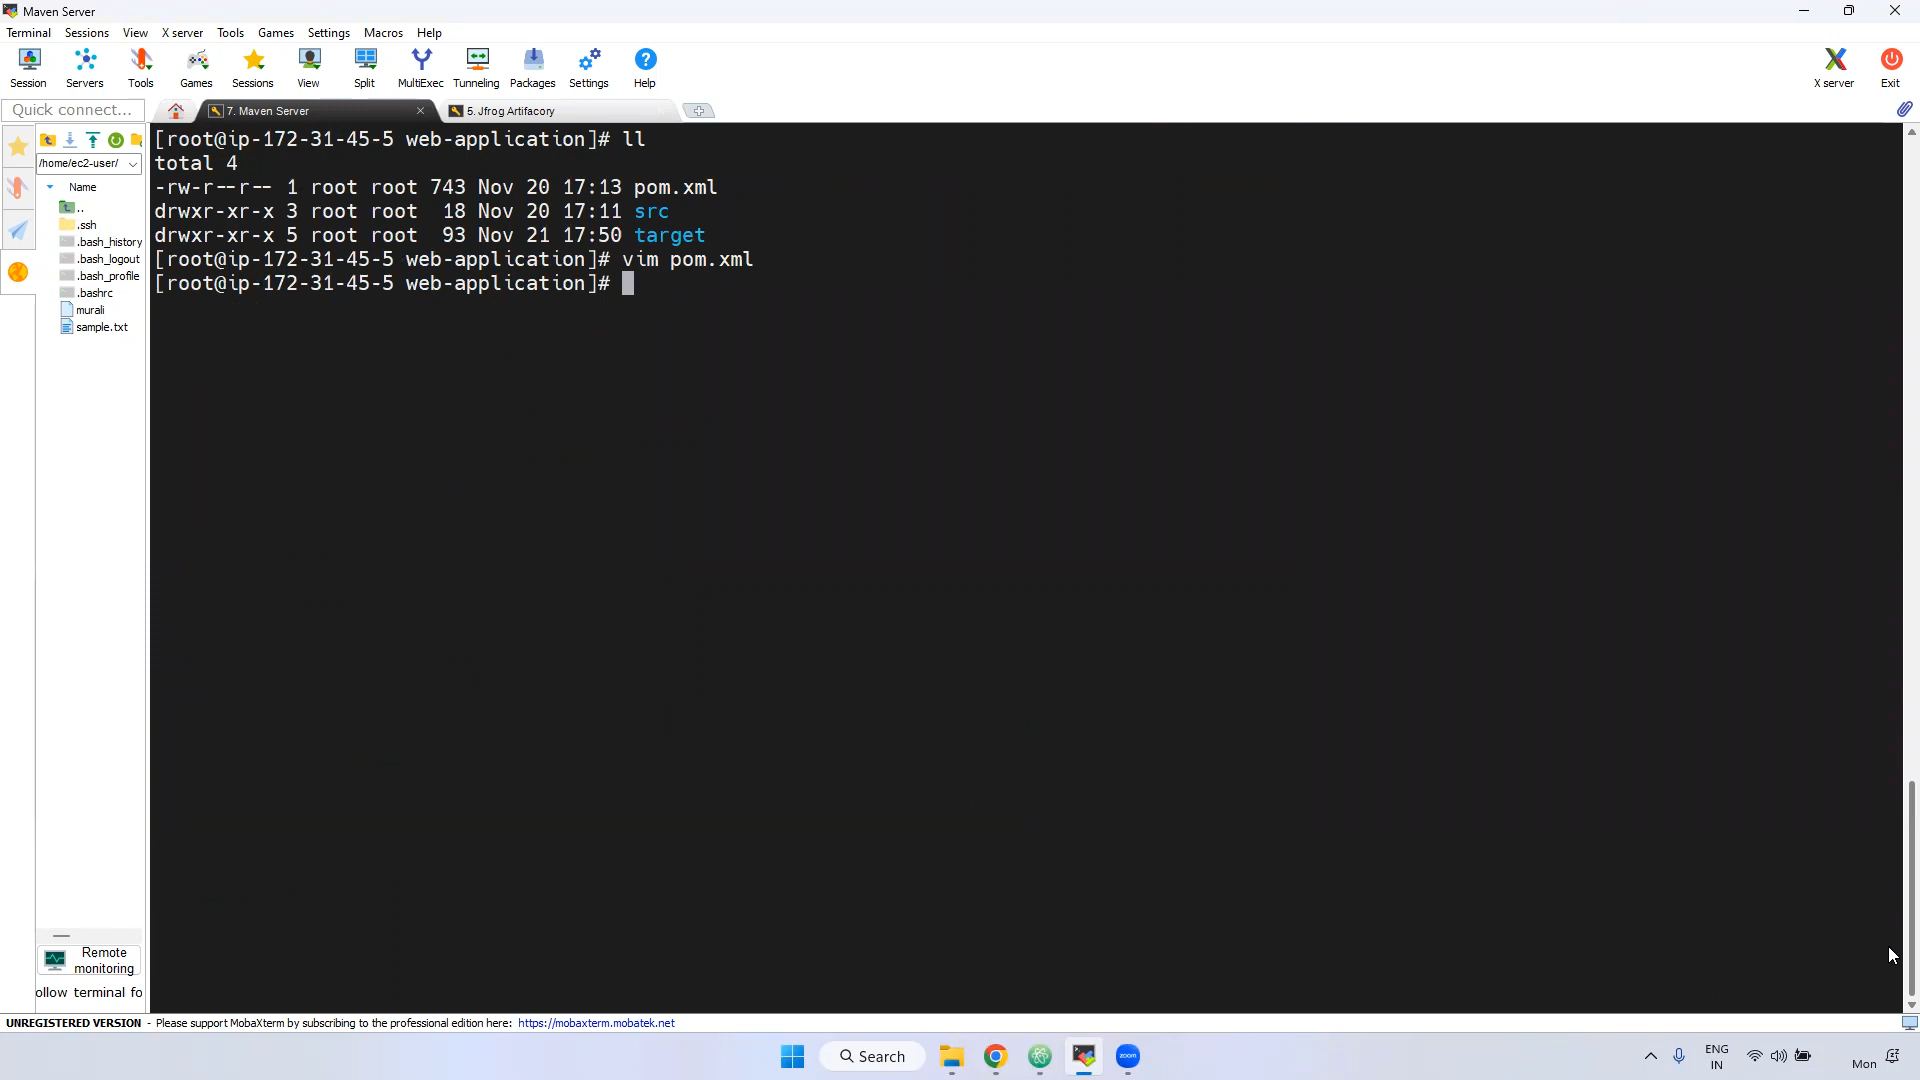 Maven Server
Terminal Sessions View X server Tools Games Settings Macros Help
Session Servers Tools Games Sessions View Split MultiExec Tunneling Packages Settings Help X server Exit
Quick connect... 7. Maven Server 5. Jfrog Artifacory
/home/ec2-user/
Name
..
.ssh
.bash_history
.bash_logout
.bash_profile
.bashrc
murali
sample.txt
[root@ip-172-31-45-5 web-application]# ll
total 4
-rw-r--r-- 1 root root 743 Nov 20 17:13 pom.xml
drwxr-xr-x 3 root root  18 Nov 20 17:11 src
drwxr-xr-x 5 root root  93 Nov 21 17:50 target
[root@ip-172-31-45-5 web-application]# vim pom.xml
[root@ip-172-31-45-5 web-application]#
Remote
monitoring
ollow terminal fo
UNREGISTERED VERSION - Please support MobaXterm by subscribing to the professional edition here: https://mobaxterm.mobatek.net
Search
zoom
ENG
IN
Mon